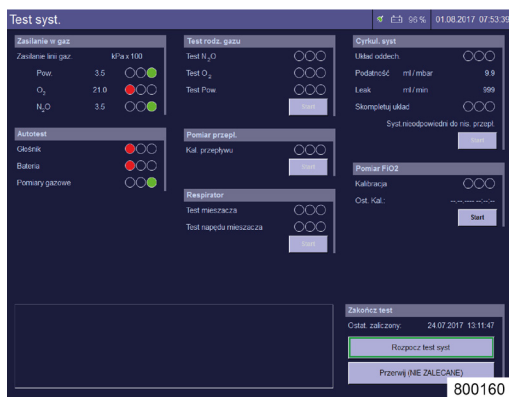 Test syst.
96 %
01.08.2017 07:53:39
Zasilanie w gaz
Zasilanie lini gaz. kPa x 100
Pow. 3.5
O2 21.0
N2O 3.5
Autotest
Głośnik
Bateria
Pomiary gazowe
Test rodz. gazu
Test N2O
Test O2
Test Pow.
Start
Pomiar przepł.
Kal. przepływu
Start
Respirator
Test mieszacza
Test napędu mieszacza
Start
Cyrkul. syst
Układ oddech.
Podatność ml / mbar 9.9
Leak ml / min 999
Skompletuj układ
Syst.nieodpowiedni do nis. przepł.
Start
Pomiar FiO2
Kalibracja
Ost. Kal.: --.--.---- --:--:--
Start
Zakończ test
Ostat. zaliczony: 24.07.2017 13:11:47
Rozpocz test syst.
Przerwij (NIE ZALECANE)
800160